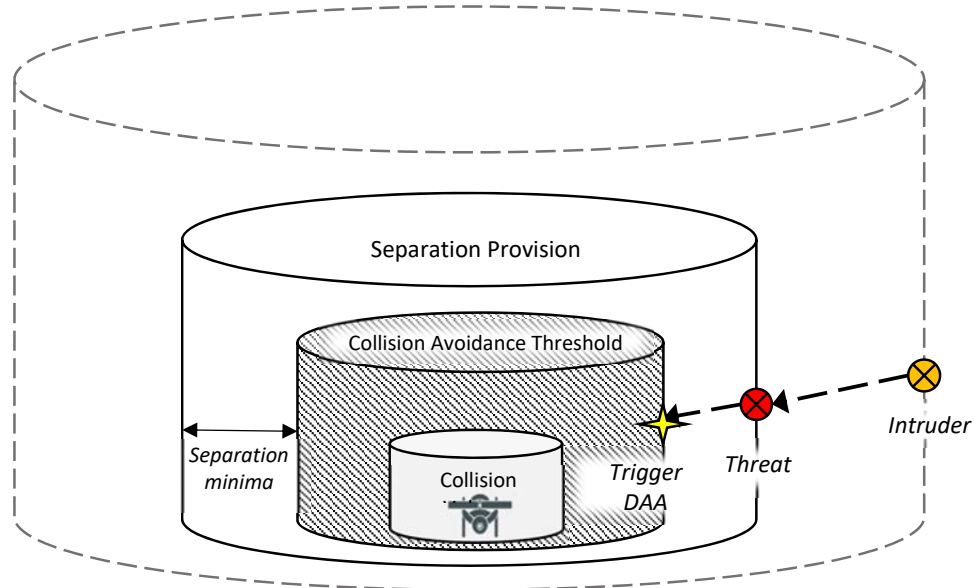 Separation Provision
Collision Avoidance Threshold
Intruder
Separation
minima
Collision
Trigger
DAA
Threat